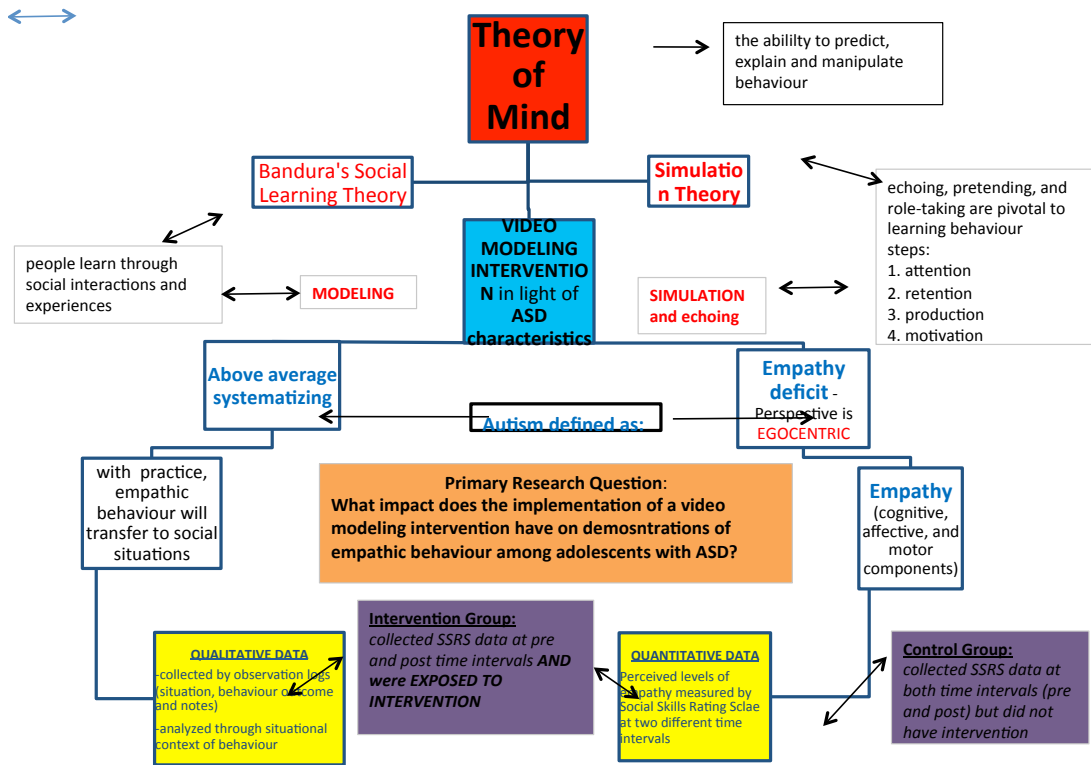 Theory
of
Mind
the abililty to predict,
explain and manipulate
behaviour
Bandura's Social
Learning Theory
Simulatio
n Theory
echoing, pretending, and
role-taking are pivotal to
learning behaviour
steps:
1. attention
2. retention
3. production
4. motivation
people learn through
social interactions and
experiences
MODELING
VIDEO
MODELING
INTERVENTIO
N in light of
ASD
characteristics
SIMULATION
and echoing
Above average
systematizing
Autism defined as:
Empathy
deficit -
Perspective is
EGOCENTRIC
with practice,
empathic
behaviour will
transfer to social
situations
Primary Research Question:
What impact does the implementation of a video
modeling intervention have on demosntrations of
empathic behaviour among adolescents with ASD?
Empathy
(cognitive,
affective, and
motor
components)
QUALITATIVE DATA
-collected by observation logs
(situation, behaviour outcome
and notes)
-analyzed through situational
context of behaviour
Intervention Group:
collected SSRS data at pre
and post time intervals AND
were EXPOSED TO
INTERVENTION
QUANTITATIVE DATA
Perceived levels of
empathy measured by
Social Skills Rating Sclae
at two different time
intervals
Control Group:
collected SSRS data at
both time intervals (pre
and post) but did not
have intervention